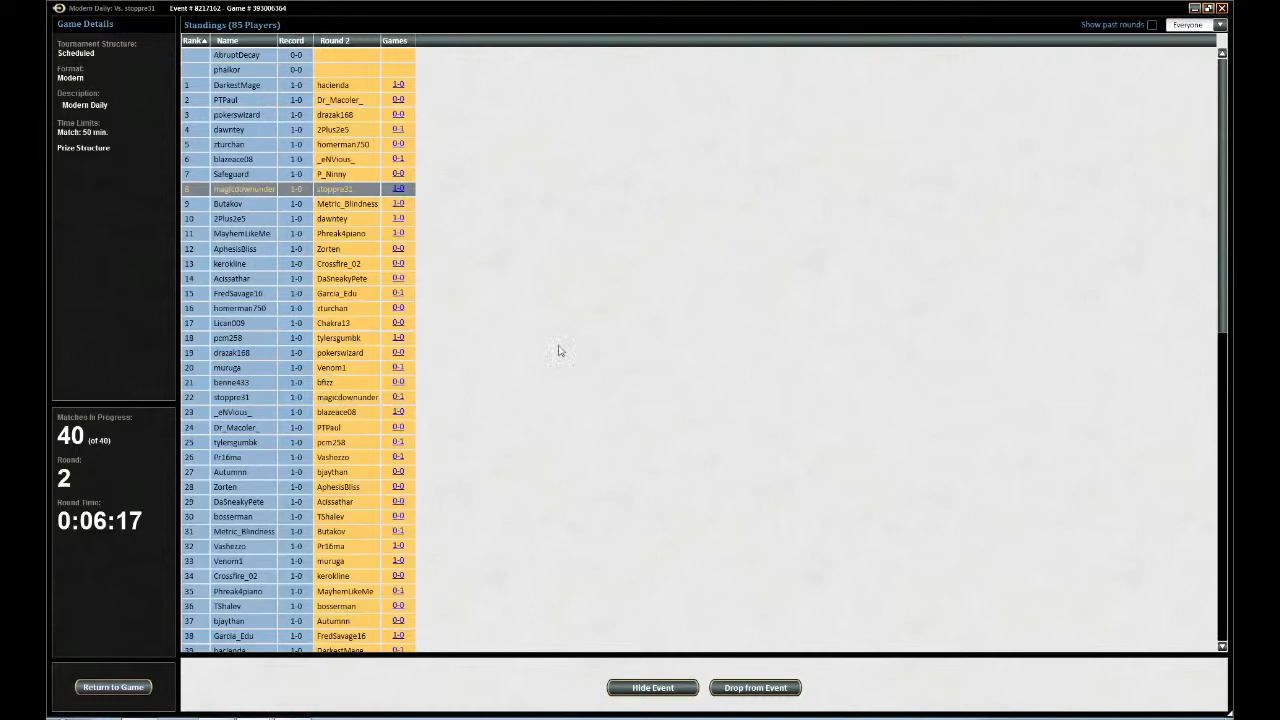 Modern Daily: Vs. stoppre31 Event # 8217162 - Game # 393006364
Game Details
Standings (85 Players)
Show past rounds
Everyone
Tournament Structure:
Scheduled
Format:
Modern
Description:
Modern Daily
Time Limits:
Match: 50 min.
Prize Structure
Rank Name Record Round 2 Games
AbruptDecay 0-0
phalkor 0-0
1 DarkestMage 1-0 hacienda 1-0
2 PTPaul 1-0 Dr_Macoler_ 0-0
3 pokerswizard 1-0 drazak168 0-0
4 dawntey 1-0 2Plus2e5 0-1
5 zturchan 1-0 homerman750 0-0
6 blazeace08 1-0 _eNVious_ 0-1
7 Safeguard 1-0 P_Ninny 0-0
8 magicdownunder 1-0 stoppre31 1-0
9 Butakov 1-0 Metric_Blindness 1-0
10 2Plus2e5 1-0 dawntey 1-0
11 MayhemLikeMe 1-0 Phreak4piano 1-0
12 AphesisBliss 1-0 Zorten 0-0
13 kerokline 1-0 Crossfire_02 0-0
14 Acissathar 1-0 DaSneakyPete 0-0
15 FredSavage16 1-0 Garcia_Edu 0-1
16 homerman750 1-0 zturchan 0-0
17 Lican009 1-0 Chakra13 0-0
18 pcm258 1-0 tylersgumbk 1-0
19 drazak168 1-0 pokerswizard 0-0
20 muruga 1-0 Venom1 0-1
21 benne433 1-0 bfizz 0-0
22 stoppre31 1-0 magicdownunder 0-1
23 _eNVious_ 1-0 blazeace08 1-0
24 Dr_Macoler_ 1-0 PTPaul 0-0
25 tylersgumbk 1-0 pcm258 0-1
26 Pr16ma 1-0 Vashezzo 0-1
27 Autumnn 1-0 bjaythan 0-0
28 Zorten 1-0 AphesisBliss 0-0
29 DaSneakyPete 1-0 Acissathar 0-0
30 bosserman 1-0 TShalev 0-0
31 Metric_Blindness 1-0 Butakov 0-1
32 Vashezzo 1-0 Pr16ma 1-0
33 Venom1 1-0 muruga 1-0
34 Crossfire_02 1-0 kerokline 0-0
35 Phreak4piano 1-0 MayhemLikeMe 0-1
36 TShalev 1-0 bosserman 0-0
37 bjaythan 1-0 Autumnn 0-0
38 Garcia_Edu 1-0 FredSavage16 1-0
39 hacienda 1-0 DarkestMage 0-1
Matches In Progress:
40 (of 40)
Round:
2
Round Time:
0:06:17
Return to Game
Hide Event
Drop from Event